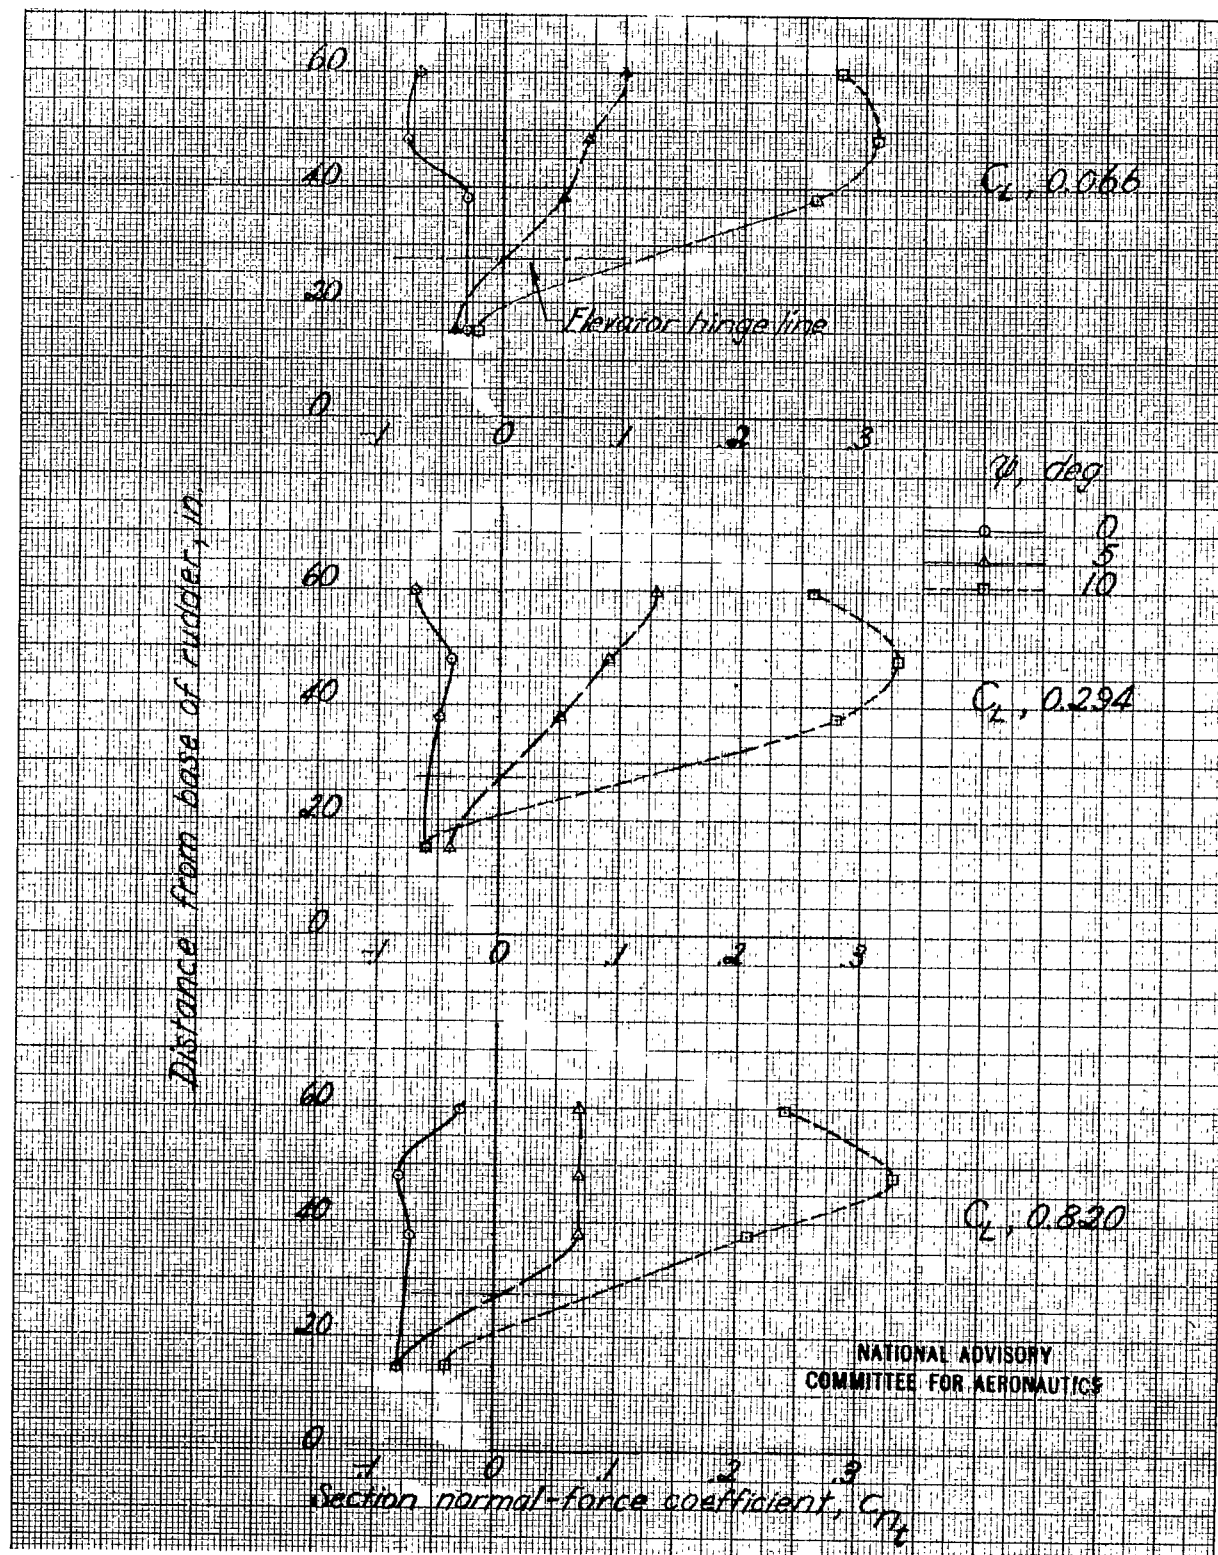 60
40
C_L, 0.066
20
Elevator hinge line
0
-.1 0 .1 .2 .3
ψ, deg
0
5
10
Distance from base of rudder, in.
60
40
C_L, 0.294
20
0
-.1 0 .1 .2 .3
60
40
C_L, 0.820
20
NATIONAL ADVISORY
COMMITTEE FOR AERONAUTICS
0
-.1 0 .1 .2 .3
Section normal-force coefficient, C_n_t